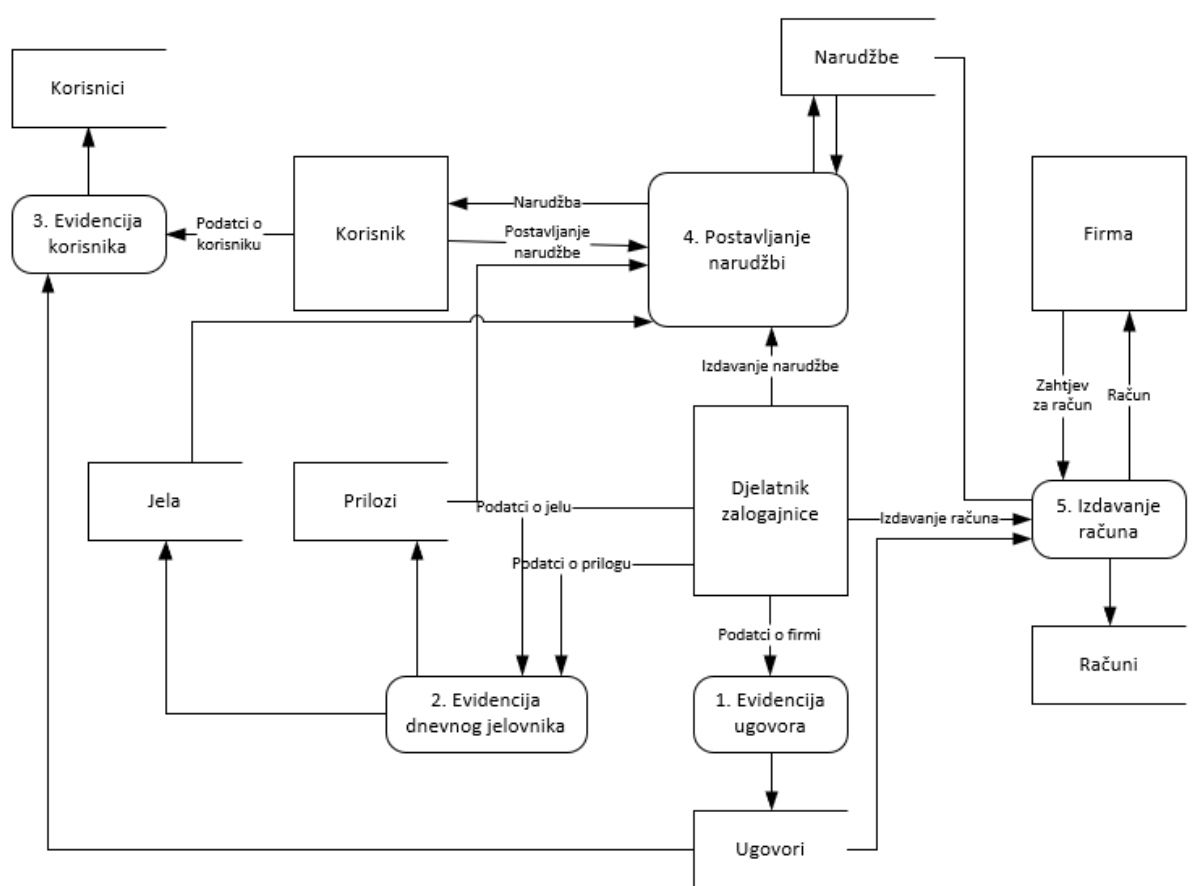 Narudžbe
Korisnici
3. Evidencija
korisnika
Podatci o
korisniku
Korisnik
Narudžba
Postavljanje
narudžbe
4. Postavljanje
narudžbi
Firma
Izdavanje narudžbe
Zahtjev
za račun
Račun
Jela
Prilozi
Podatci o jelu
Djelatnik
zalogajnice
Izdavanje računa
5. Izdavanje
računa
Podatci o prilogu
Podatci o firmi
Računi
2. Evidencija
dnevnog jelovnika
1. Evidencija
ugovora
Ugovori